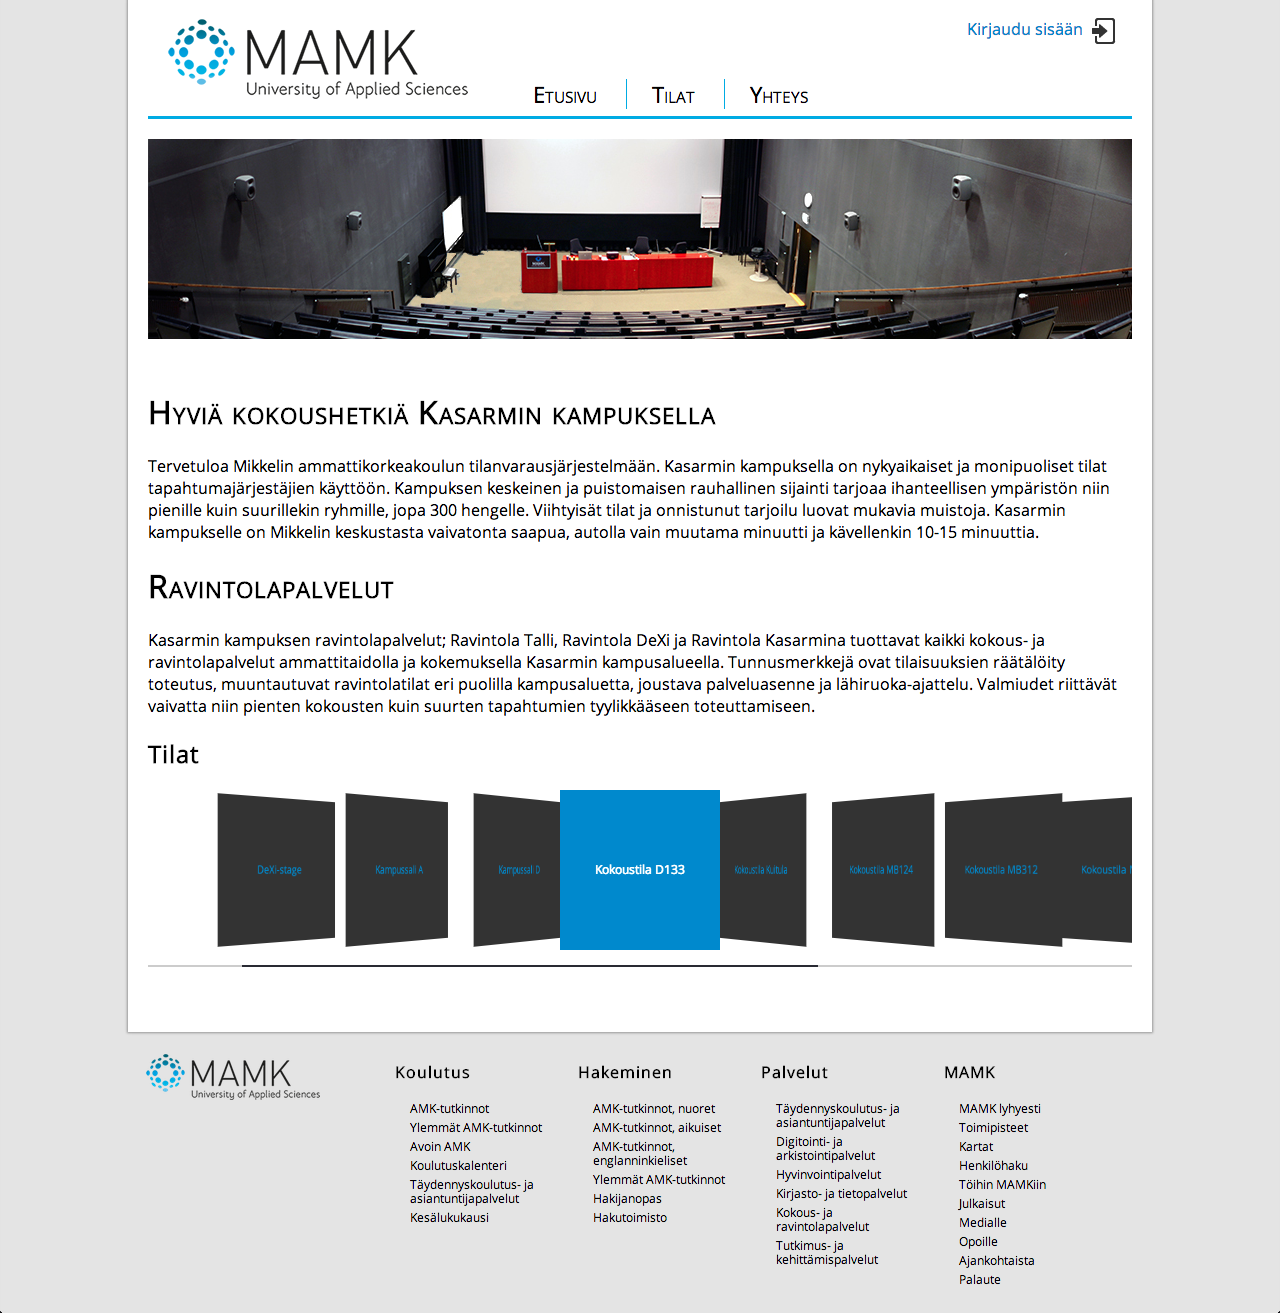 MAMK
University of Applied Sciences
Kirjaudu sisään
Etusivu
Tilat
Yhteys
Hyviä kokoushetkiä Kasarmin kampuksella
Tervetuloa Mikkelin ammattikorkeakoulun tilanvarausjärjestelmään. Kasarmin kampuksella on nykyaikaiset ja monipuoliset tilat
tapahtumajärjestäjien käyttöön. Kampuksen keskeinen ja puistomaisen rauhallinen sijainti tarjoaa ihanteellisen ympäristön niin
pienille kuin suurillekin ryhmille, jopa 300 hengelle. Viihtyisät tilat ja onnistunut tarjoilu luovat mukavia muistoja. Kasarmin
kampukselle on Mikkelin keskustasta vaivatonta saapua, autolla vain muutama minuutti ja kävellenkin 10-15 minuuttia.
Ravintolapalvelut
Kasarmin kampuksen ravintolapalvelut; Ravintola Talli, Ravintola DeXi ja Ravintola Kasarmina tuottavat kaikki kokous- ja
ravintolapalvelut ammattitaidolla ja kokemuksella Kasarmin kampusalueella. Tunnusmerkkejä ovat tilaisuuksien räätälöity
toteutus, muuntautuvat ravintolatilat eri puolilla kampusaluetta, joustava palveluasenne ja lähiruoka-ajattelu. Valmiudet riittävät
vaivatta niin pienten kokousten kuin suurten tapahtumien tyylikkääseen toteuttamiseen.
Tilat
DeXi-stage
Kampussali A
Kampussali D
Kokoustila D133
Kokoustila Kuitula
Kokoustila MB124
Kokoustila MB312
Kokoustila
MAMK
University of Applied Sciences
Koulutus
AMK-tutkinnot
Ylemmät AMK-tutkinnot
Avoin AMK
Koulutuskalenteri
Täydennyskoulutus- ja
asiantuntijapalvelut
Kesälukukausi
Hakeminen
AMK-tutkinnot, nuoret
AMK-tutkinnot, aikuiset
AMK-tutkinnot,
englanninkieliset
Ylemmät AMK-tutkinnot
Hakijanopas
Hakutoimisto
Palvelut
Täydennyskoulutus- ja
asiantuntijapalvelut
Digitointi- ja
arkistointipalvelut
Hyvinvointipalvelut
Kirjasto- ja tietopalvelut
Kokous- ja
ravintolapalvelut
Tutkimus- ja
kehittämispalvelut
MAMK
MAMK lyhyesti
Toimipisteet
Kartat
Henkilöhaku
Töihin MAMKiin
Julkaisut
Medialle
Opoille
Ajankohtaista
Palaute